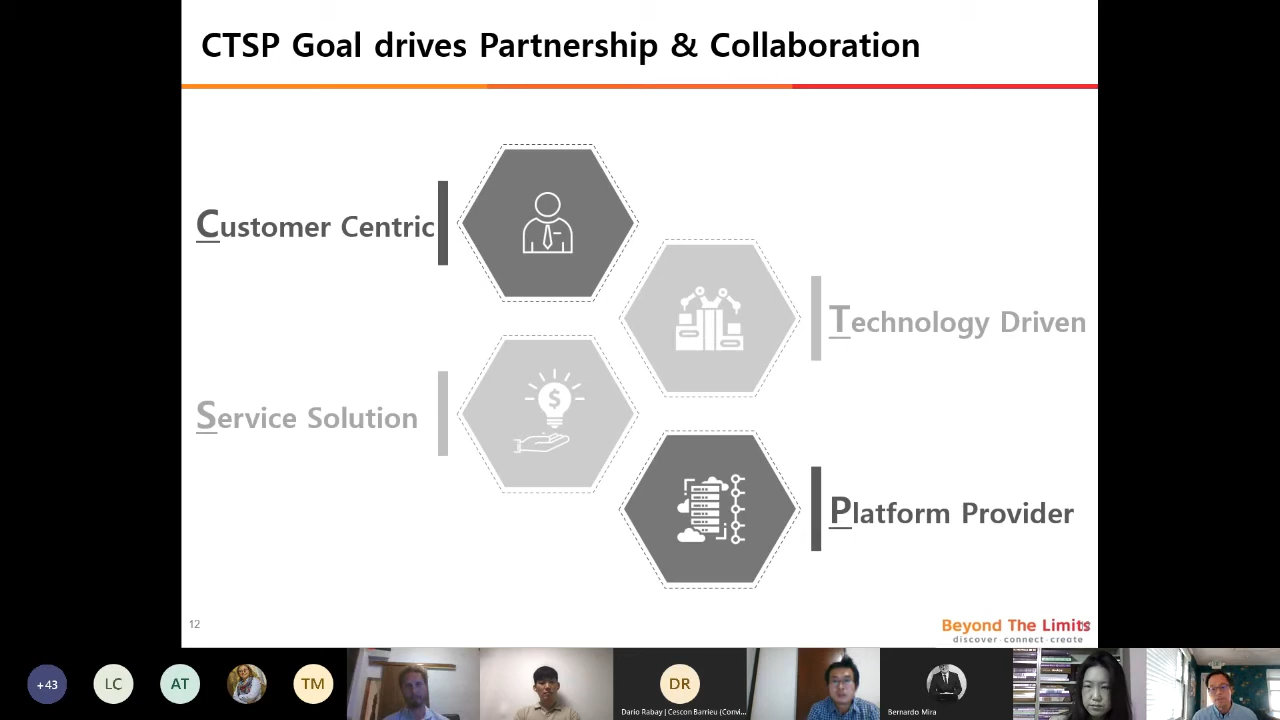 CTSP Goal drives Partnership & Collaboration
Customer Centric
Technology Driven
Service Solution
Platform Provider
12
Beyond The Limits
discover · connect · create
+43
LC
AT
TM
DR
Dario Rabay | Cescon Barrieu (Convi...
Bernardo Mira